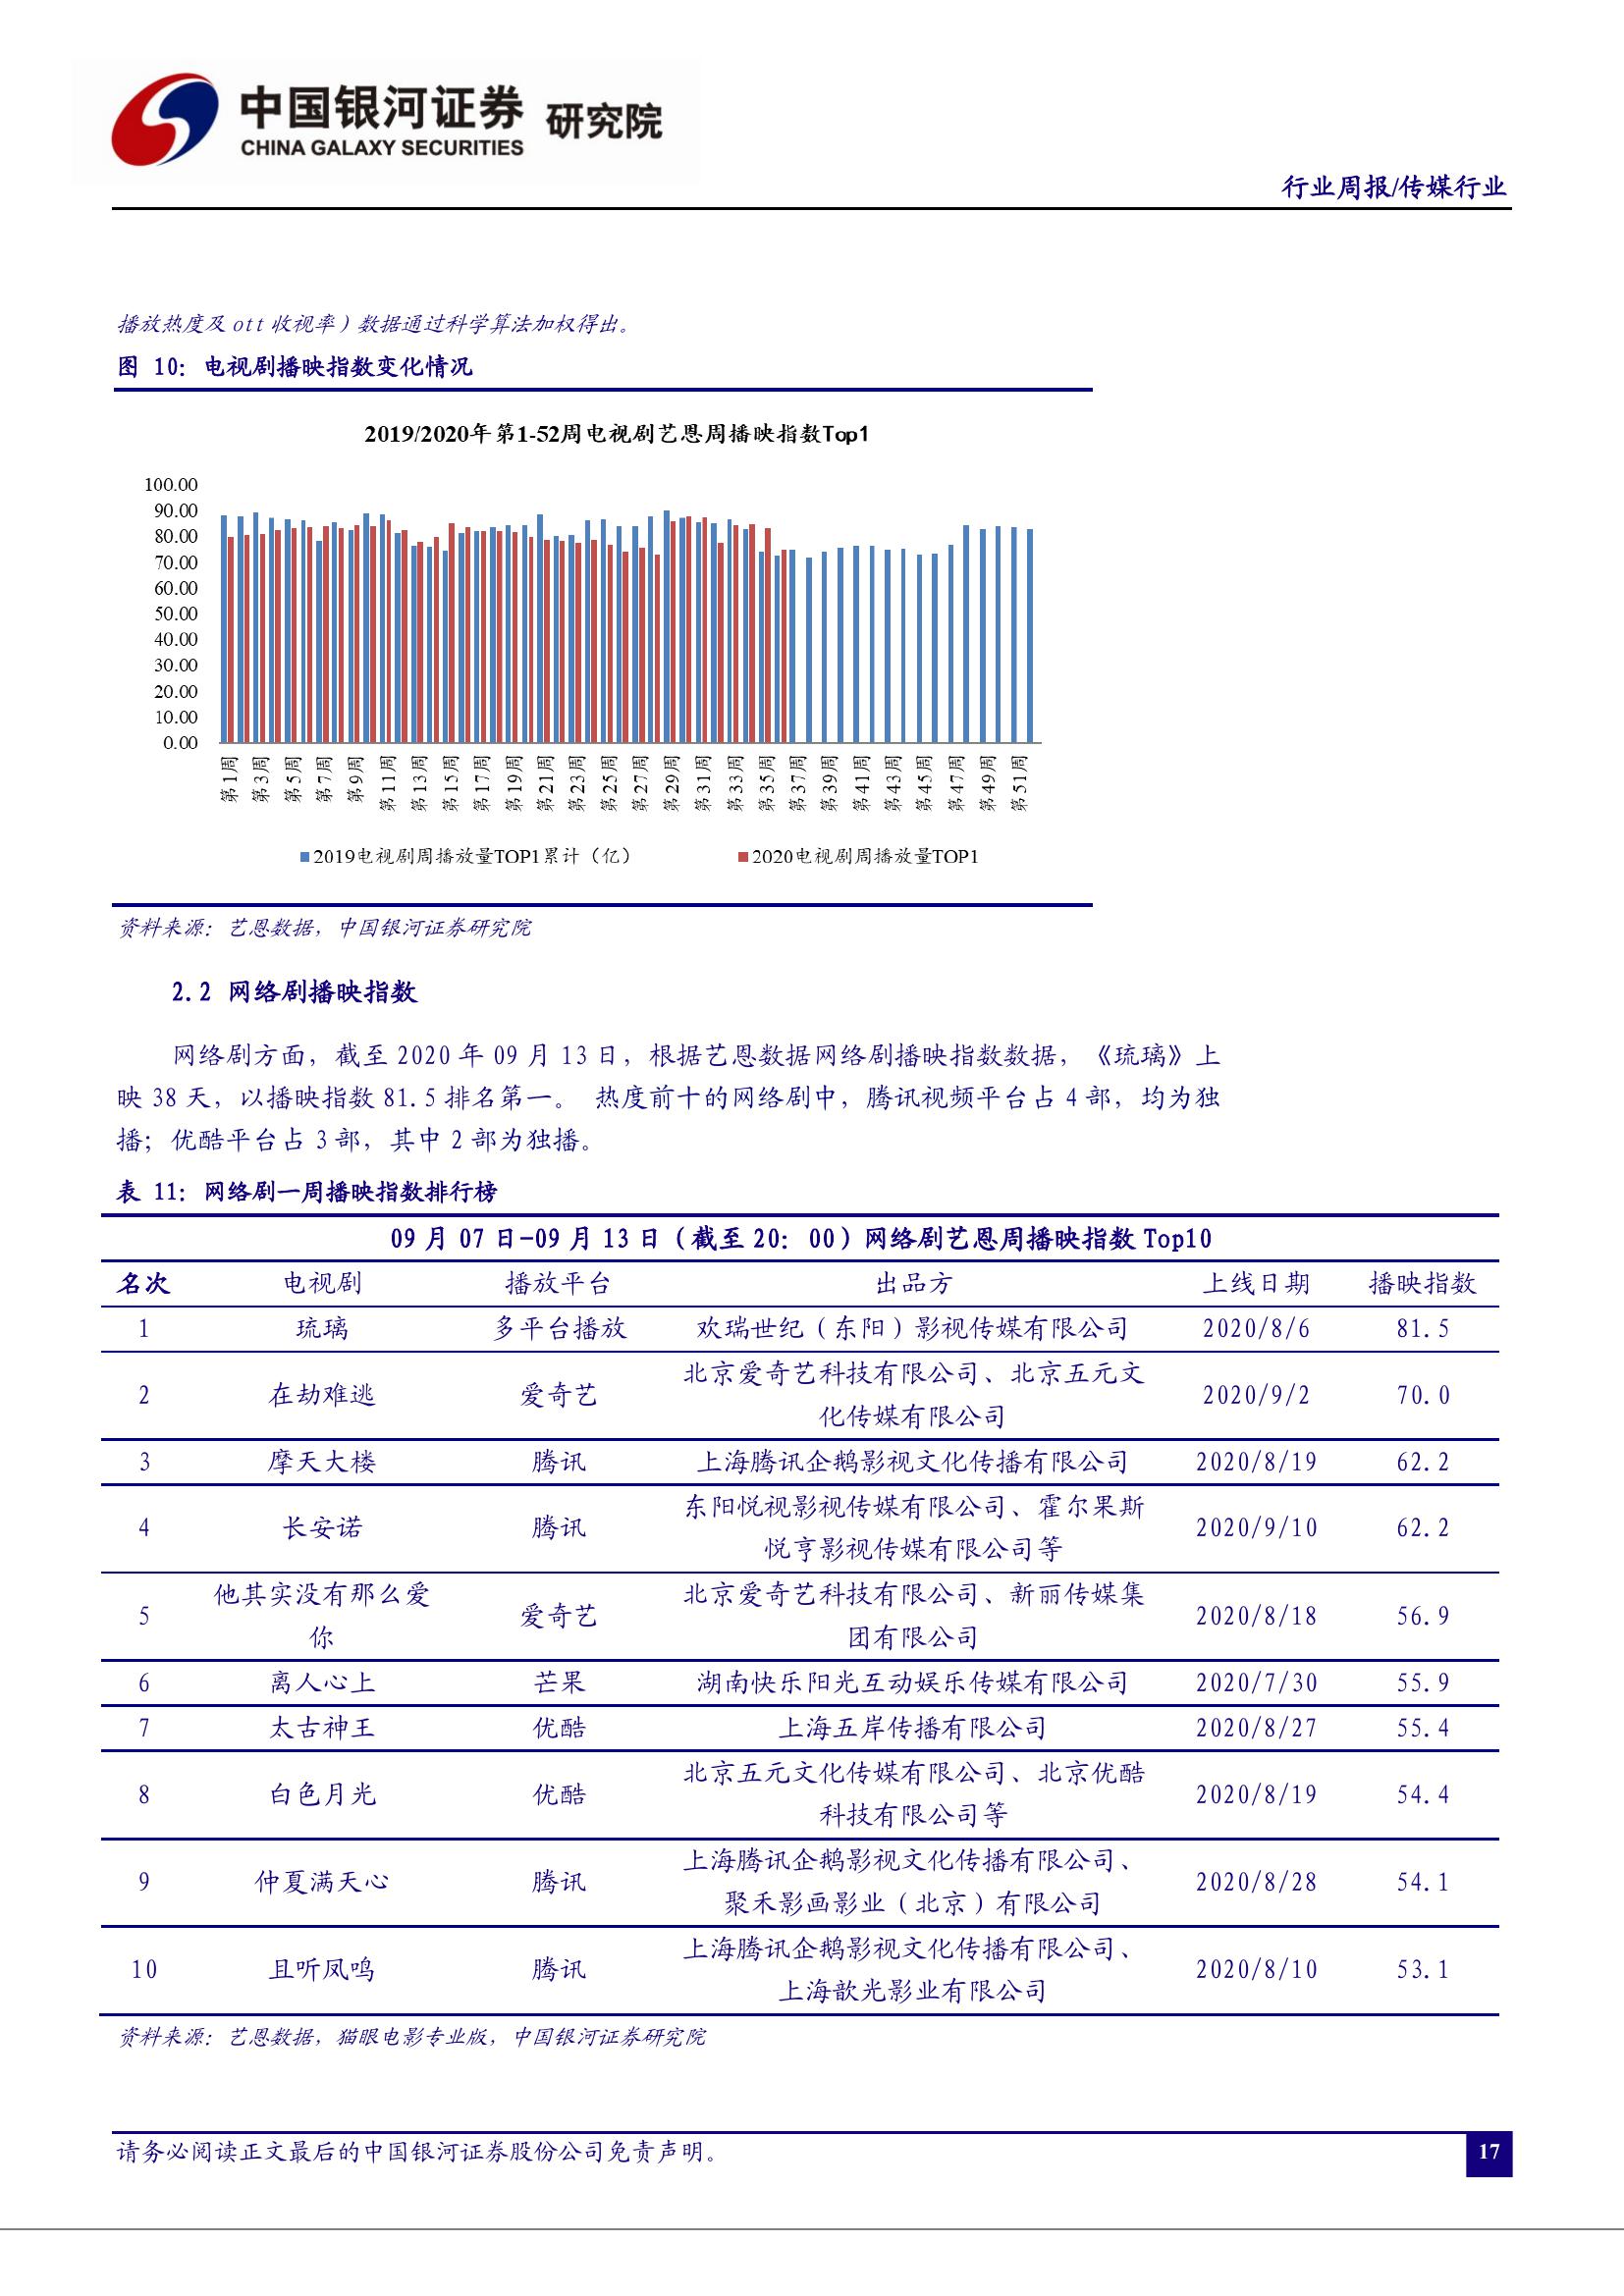 中国银河证券 研究院
CHINA GALAXY SECURITIES
行业周报/传媒行业
播放热度及 ott 收视率）数据通过科学算法加权得出。
图 10：电视剧播映指数变化情况
2019/2020年第1-52周电视剧艺恩周播映指数Top1
100.00
90.00
80.00
70.00
60.00
50.00
40.00
30.00
20.00
10.00
0.00
第1周 第3周 第5周 第7周 第9周 第11周 第13周 第15周 第17周 第19周 第21周 第23周 第25周 第27周 第29周 第31周 第33周 第35周 第37周 第39周 第41周 第43周 第45周 第47周 第49周 第51周
2019电视剧周播放量TOP1累计（亿） 2020电视剧周播放量TOP1
资料来源：艺恩数据，中国银河证券研究院
2.2 网络剧播映指数
网络剧方面，截至 2020 年 09 月 13 日，根据艺恩数据网络剧播映指数数据，《琉璃》上
映 38 天，以播映指数 81.5 排名第一。 热度前十的网络剧中，腾讯视频平台占 4 部，均为独
播；优酷平台占 3 部，其中 2 部为独播。
表 11：网络剧一周播映指数排行榜
09 月 07 日-09 月 13 日（截至 20：00）网络剧艺恩周播映指数 Top10
名次 电视剧 播放平台 出品方 上线日期 播映指数
1 琉璃 多平台播放 欢瑞世纪（东阳）影视传媒有限公司 2020/8/6 81.5
2 在劫难逃 爱奇艺 北京爱奇艺科技有限公司、北京五元文
化传媒有限公司 2020/9/2 70.0
3 摩天大楼 腾讯 上海腾讯企鹅影视文化传播有限公司 2020/8/19 62.2
4 长安诺 腾讯 东阳悦视影视传媒有限公司、霍尔果斯
悦亨影视传媒有限公司等 2020/9/10 62.2
5 他其实没有那么爱
你 爱奇艺 北京爱奇艺科技有限公司、新丽传媒集
团有限公司 2020/8/18 56.9
6 离人心上 芒果 湖南快乐阳光互动娱乐传媒有限公司 2020/7/30 55.9
7 太古神王 优酷 上海五岸传播有限公司 2020/8/27 55.4
8 白色月光 优酷 北京五元文化传媒有限公司、北京优酷
科技有限公司等 2020/8/19 54.4
9 仲夏满天心 腾讯 上海腾讯企鹅影视文化传播有限公司、
聚禾影画影业（北京）有限公司 2020/8/28 54.1
10 且听凤鸣 腾讯 上海腾讯企鹅影视文化传播有限公司、
上海歆光影业有限公司 2020/8/10 53.1
资料来源：艺恩数据，猫眼电影专业版，中国银河证券研究院
请务必阅读正文最后的中国银河证券股份公司免责声明。
17